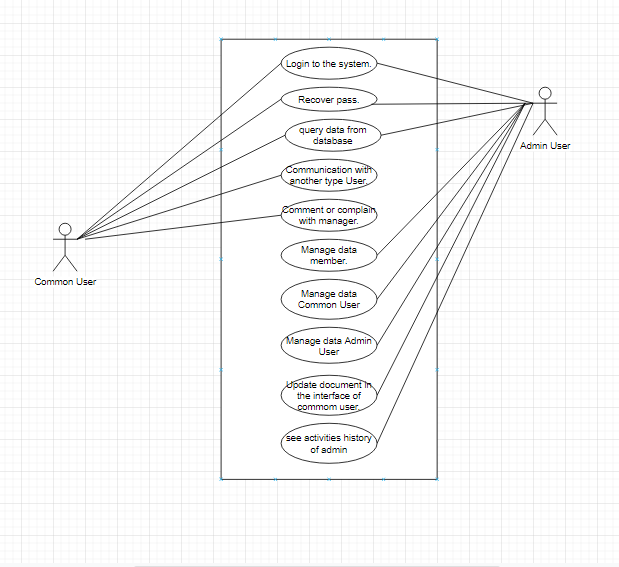 Login to the system.
Recover pass.
query data from
database
Communication with
another type User.
Comment or complain
with manager.
Manage data
member.
Manage data
Common User
Manage data Admin
User
Update document in
the interface of
commom user.
see activities history
of admin
Admin User
Common User